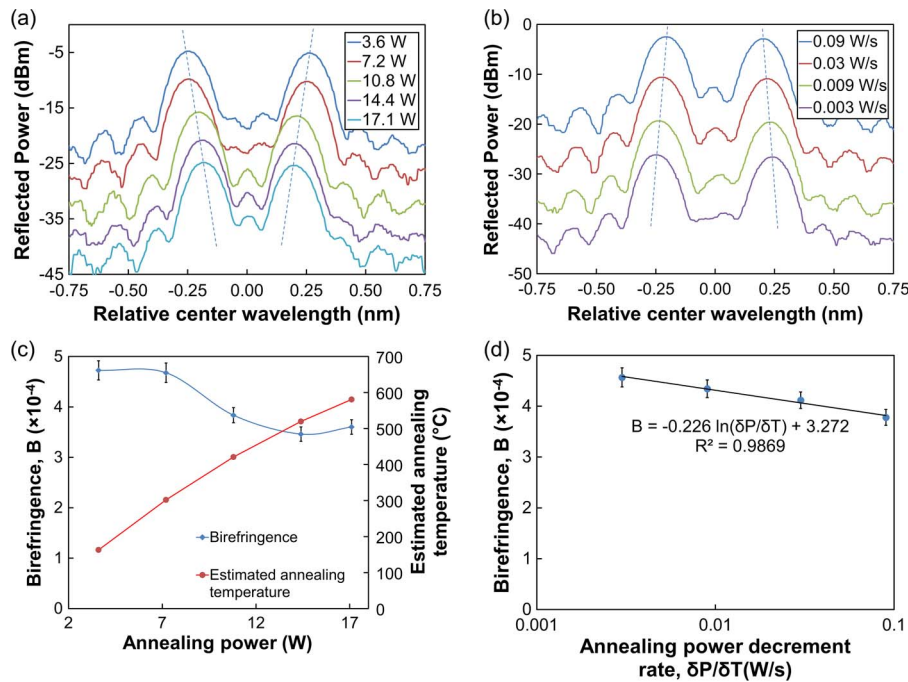 (a)
Reflected Power (dBm)
-5
-15
-25
-35
-45
-0.75 -0.50 -0.25 0.00 0.25 0.50 0.75
Relative center wavelength (nm)
3.6 W
7.2 W
10.8 W
14.4 W
17.1 W
(b)
Reflected Power (dBm)
0
-10
-20
-30
-40
-50
-0.75 -0.50 -0.25 0.00 0.25 0.50 0.75
Relative center wavelength (nm)
0.09 W/s
0.03 W/s
0.009 W/s
0.003 W/s
(c)
Birefringence, B (×10⁻⁴)
5
4
3
2
1
0
2 7 12 17
Annealing power (W)
700
600
500
400
300
200
100
0
Estimated annealing
temperature (°C)
Birefringence
Estimated annealing
temperature
(d)
Birefringence, B (×10⁻⁴)
5
4
3
2
1
0
B = -0.226 ln(δP/δT) + 3.272
R² = 0.9869
0.001 0.01 0.1
Annealing power decrement
rate, δP/δT(W/s)